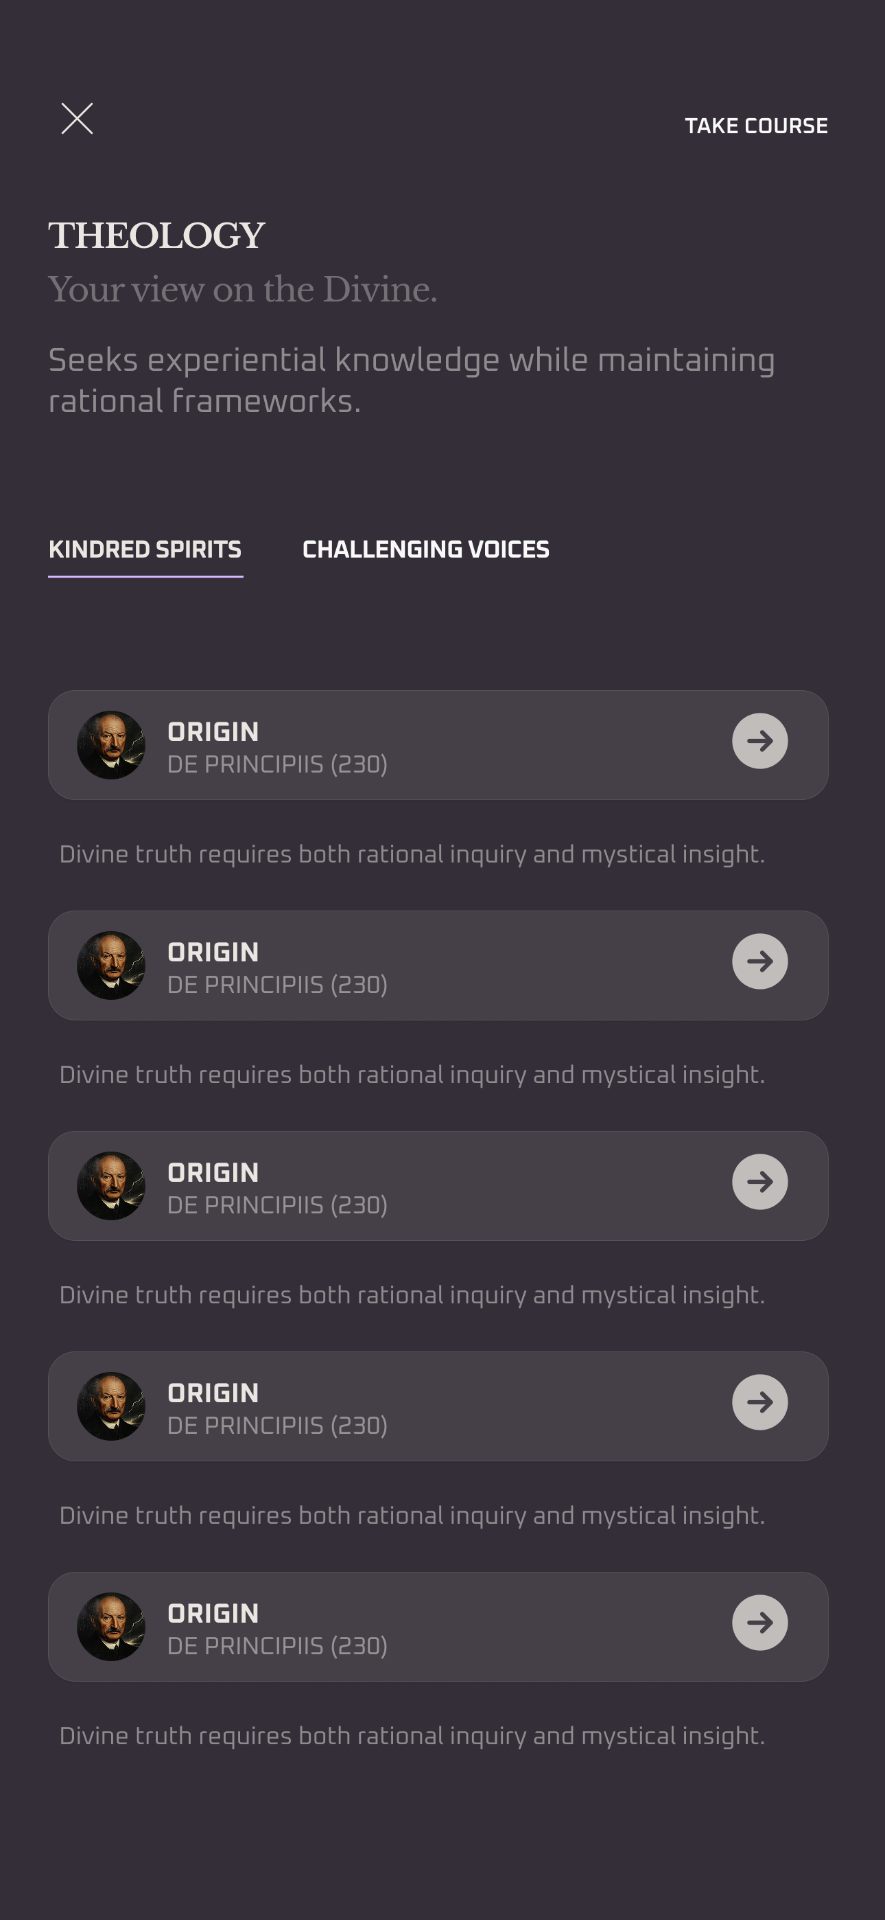 TAKE COURSE
THEOLOGY
Your view on the Divine.
Seeks experiential knowledge while maintaining
rational frameworks.
KINDRED SPIRITS
CHALLENGING VOICES
ORIGIN
DE PRINCIPIIS (230)
Divine truth requires both rational inquiry and mystical insight.
ORIGIN
DE PRINCIPIIS (230)
Divine truth requires both rational inquiry and mystical insight.
ORIGIN
DE PRINCIPIIS (230)
Divine truth requires both rational inquiry and mystical insight.
ORIGIN
DE PRINCIPIIS (230)
Divine truth requires both rational inquiry and mystical insight.
ORIGIN
DE PRINCIPIIS (230)
Divine truth requires both rational inquiry and mystical insight.